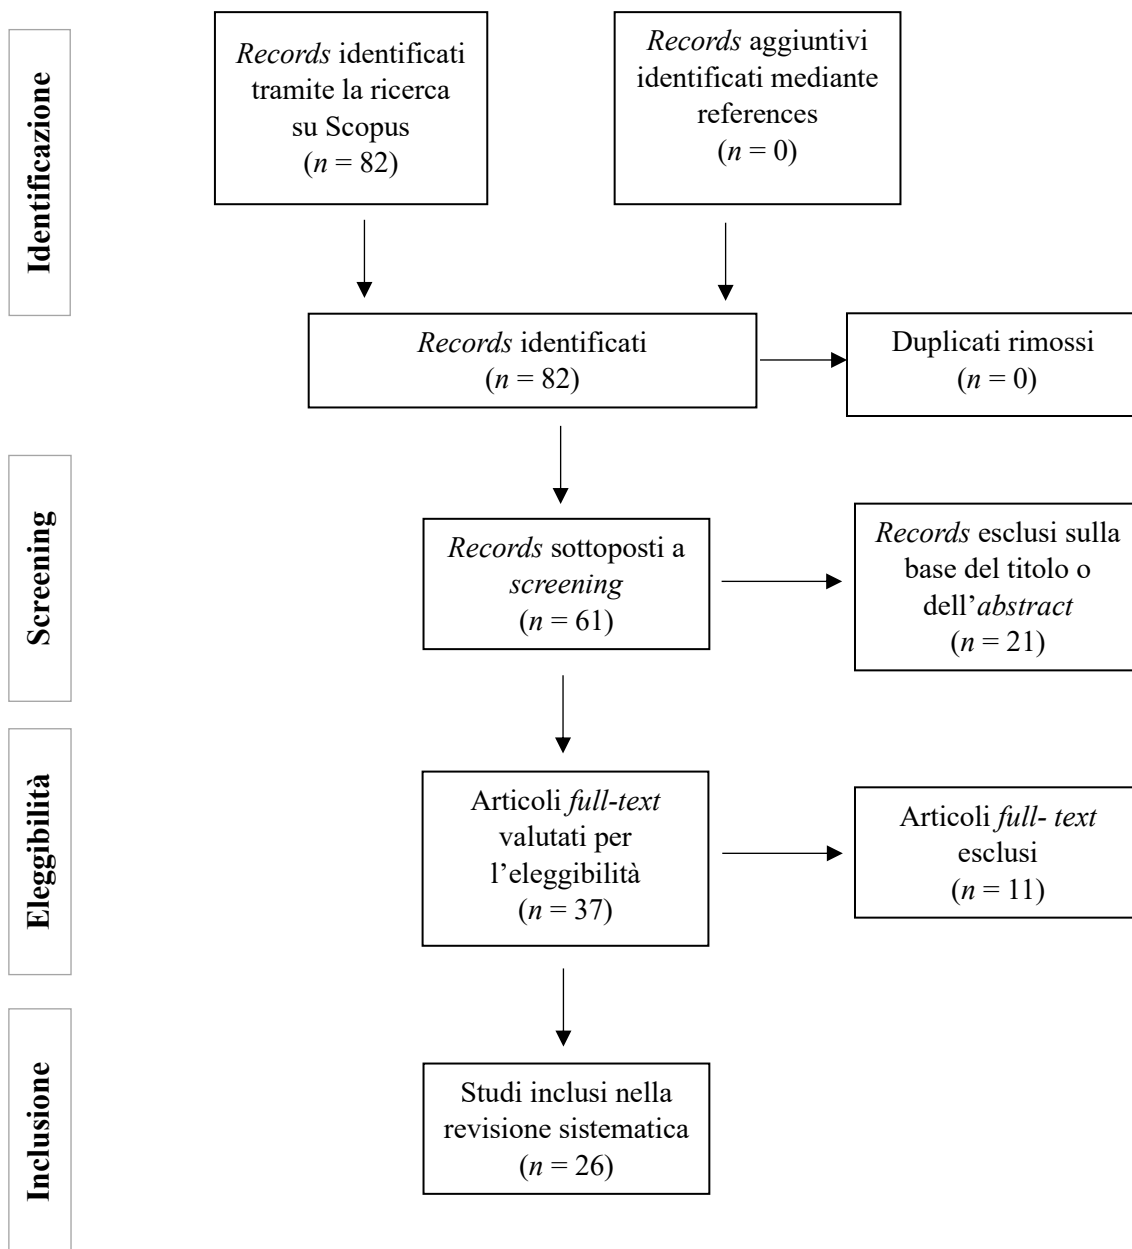 Identificazione
Records identificati
tramite la ricerca
su Scopus
(n = 82)
Records aggiuntivi
identificati mediante
references
(n = 0)
Records identificati
(n = 82)
Duplicati rimossi
(n = 0)
Screening
Records sottoposti a
screening
(n = 61)
Records esclusi sulla
base del titolo o
dell’abstract
(n = 21)
Eleggibilità
Articoli full-text
valutati per
l’eleggibilità
(n = 37)
Articoli full- text
esclusi
(n = 11)
Inclusione
Studi inclusi nella
revisione sistematica
(n = 26)